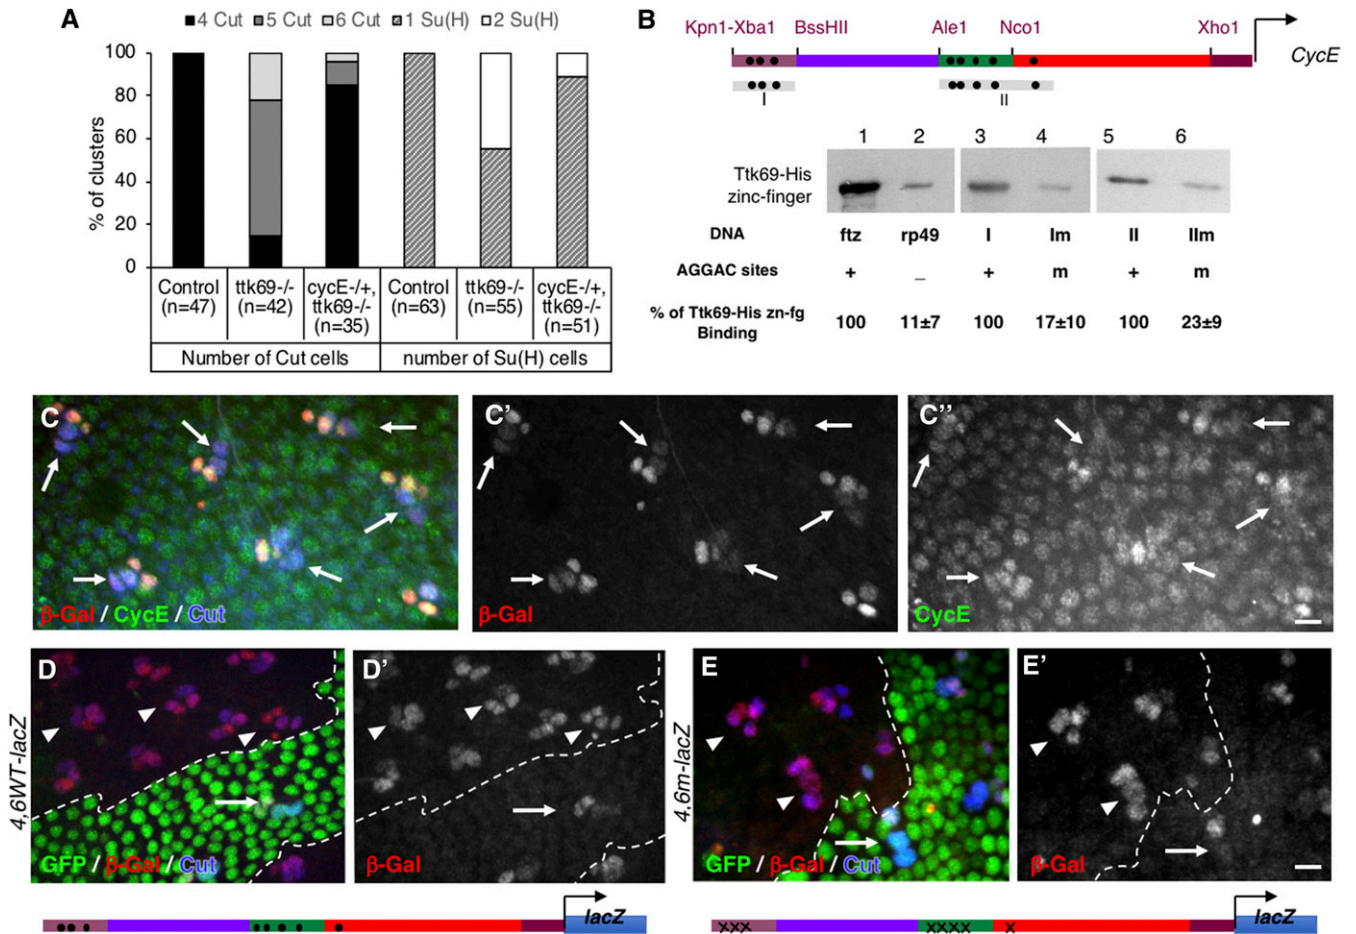 A
4 Cut 5 Cut 6 Cut 1 Su(H) 2 Su(H)
% of clusters
100
80
60
40
20
0
Control (n=47)
ttk69-/- (n=42)
cycE-/+, ttk69-/- (n=35)
Control (n=63)
ttk69-/- (n=55)
cycE-/+, ttk69-/- (n=51)
Number of Cut cells
number of Su(H) cells
B
Kpn1-Xba1 BssHII Ale1 Nco1 Xho1
CycE
I II
1 2 3 4 5 6
Ttk69-His
zinc-finger
DNA ftz rp49 I Im II IIm
AGGAC sites + _ + m + m
% of Ttk69-His zn-fg
Binding
100 11±7 100 17±10 100 23±9
C
β-Gal / CycE / Cut
C'
β-Gal
C''
CycE
4,6WT-lacZ
D
GFP / β-Gal / Cut
D'
β-Gal
4,6m-lacZ
E
GFP / β-Gal / Cut
E'
β-Gal
lacZ
xxx xxxx x
lacZ